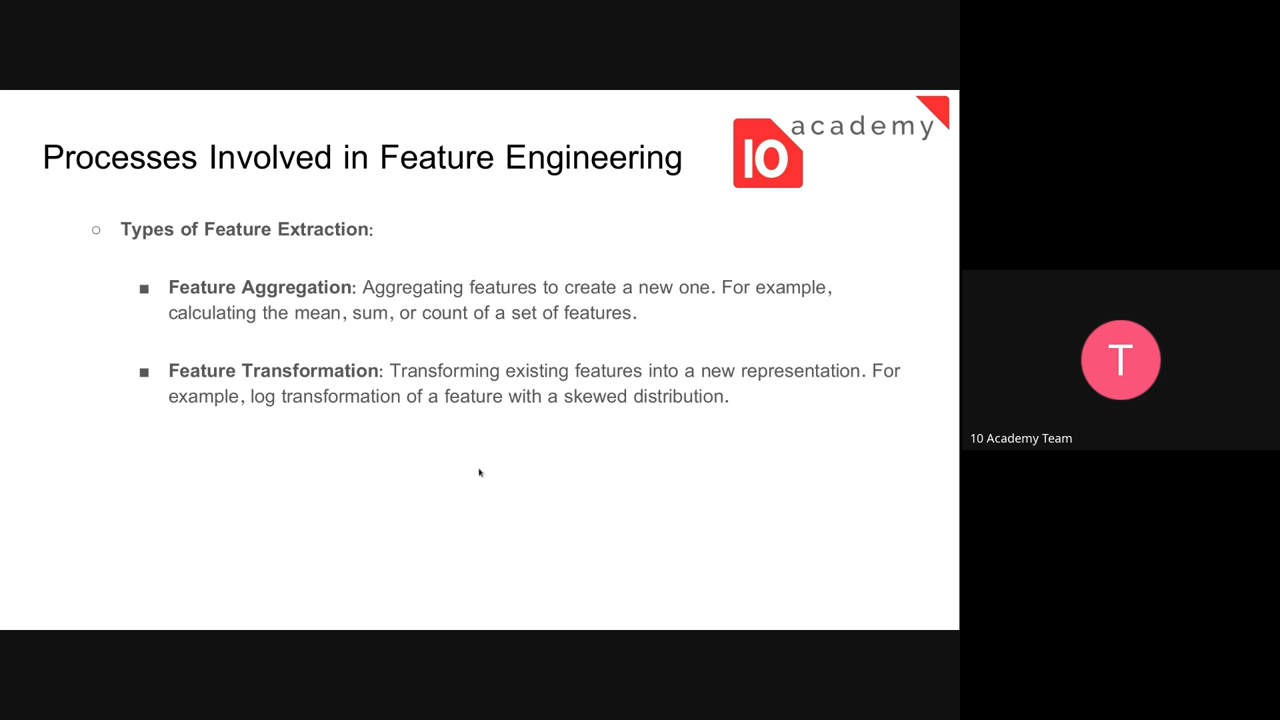 academy
10
Processes Involved in Feature Engineering
○ Types of Feature Extraction:
■ Feature Aggregation: Aggregating features to create a new one. For example,
calculating the mean, sum, or count of a set of features.
■ Feature Transformation: Transforming existing features into a new representation. For
example, log transformation of a feature with a skewed distribution.
T
10 Academy Team